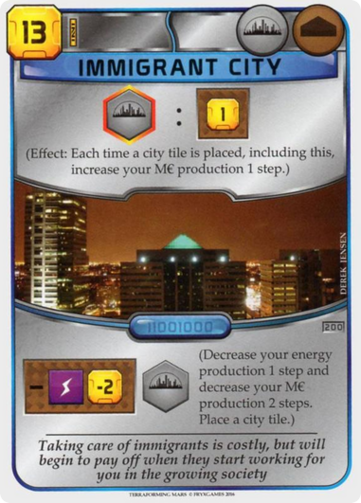 13
IMMIGRANT CITY
: 1
(Effect: Each time a city tile is placed, including this,
increase your M€ production 1 step.)
DEREK JENSEN
11001000
200
- -2
(Decrease your energy
production 1 step and
decrease your M€
production 2 steps.
Place a city tile.)
Taking care of immigrants is costly, but will
begin to pay off when they start working for
you in the growing society
TERRAFORMING MARS © FRYXGAMES 2016